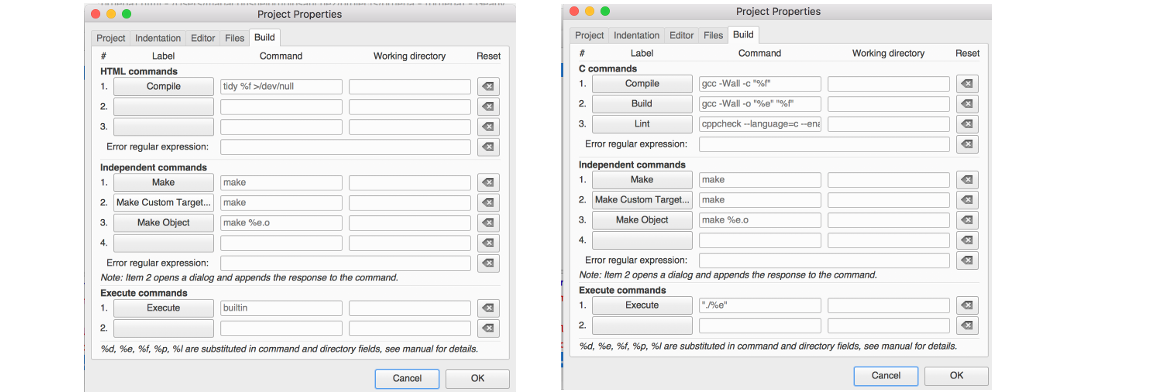 Project Properties
Project Indentation Editor Files Build
# Label Command Working directory Reset
HTML commands
1. Compile tidy %f >/dev/null
2.
3.
Error regular expression:
Independent commands
1. Make make
2. Make Custom Target... make
3. Make Object make %e.o
4.
Error regular expression:
Note: Item 2 opens a dialog and appends the response to the command.
Execute commands
1. Execute builtin
2.
%d, %e, %f, %p, %l are substituted in command and directory fields, see manual for details.
Cancel OK
Project Properties
Project Indentation Editor Files Build
# Label Command Working directory Reset
C commands
1. Compile gcc -Wall -c "%f"
2. Build gcc -Wall -o "%e" "%f"
3. Lint cppcheck --language=c --ena
Error regular expression:
Independent commands
1. Make make
2. Make Custom Target... make
3. Make Object make %e.o
4.
Error regular expression:
Note: Item 2 opens a dialog and appends the response to the command.
Execute commands
1. Execute "./%e"
2.
%d, %e, %f, %p, %l are substituted in command and directory fields, see manual for details.
Cancel OK